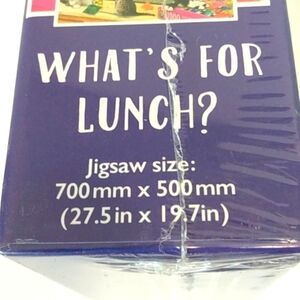 WHAT'S FOR
LUNCH?
Jigsaw size:
700mm x 500mm
(27.5in x 19.7in)